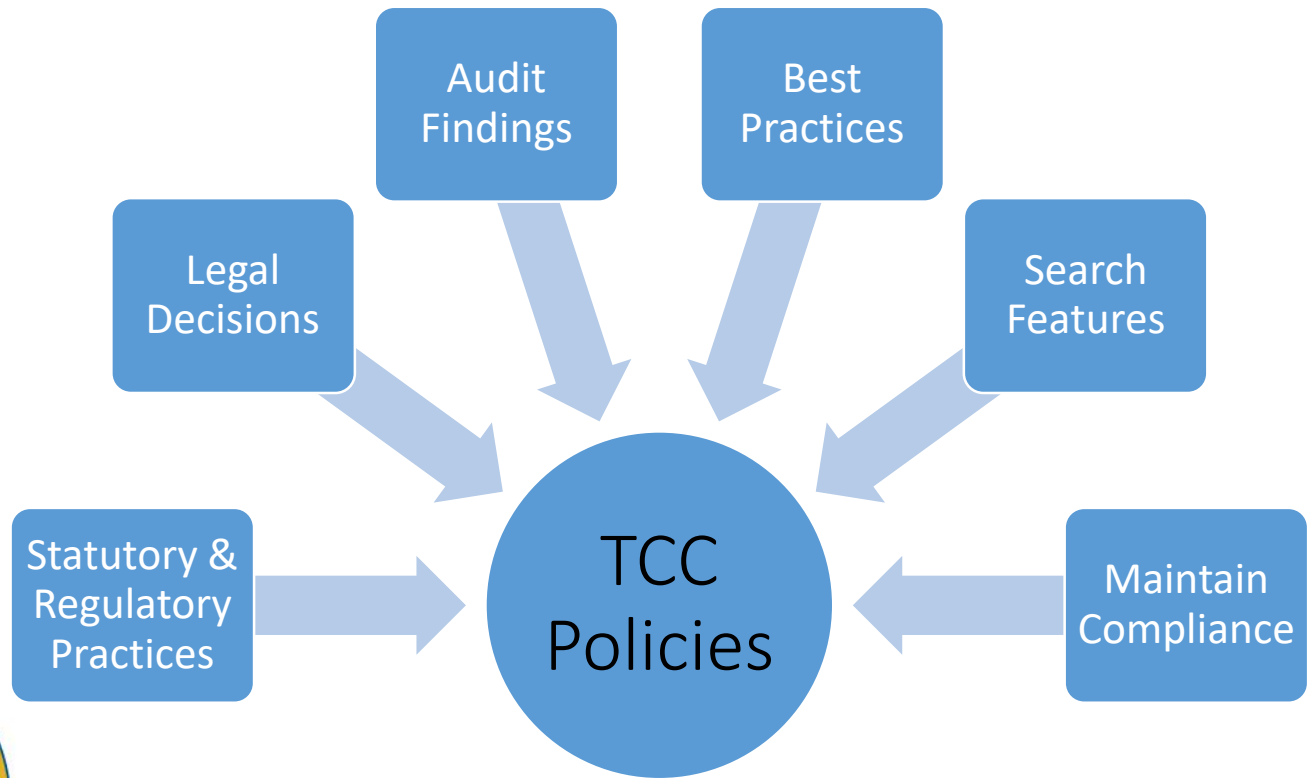 Audit
Findings
Best
Practices
Legal
Decisions
Search
Features
Statutory &
Regulatory
Practices
TCC
Policies
Maintain
Compliance